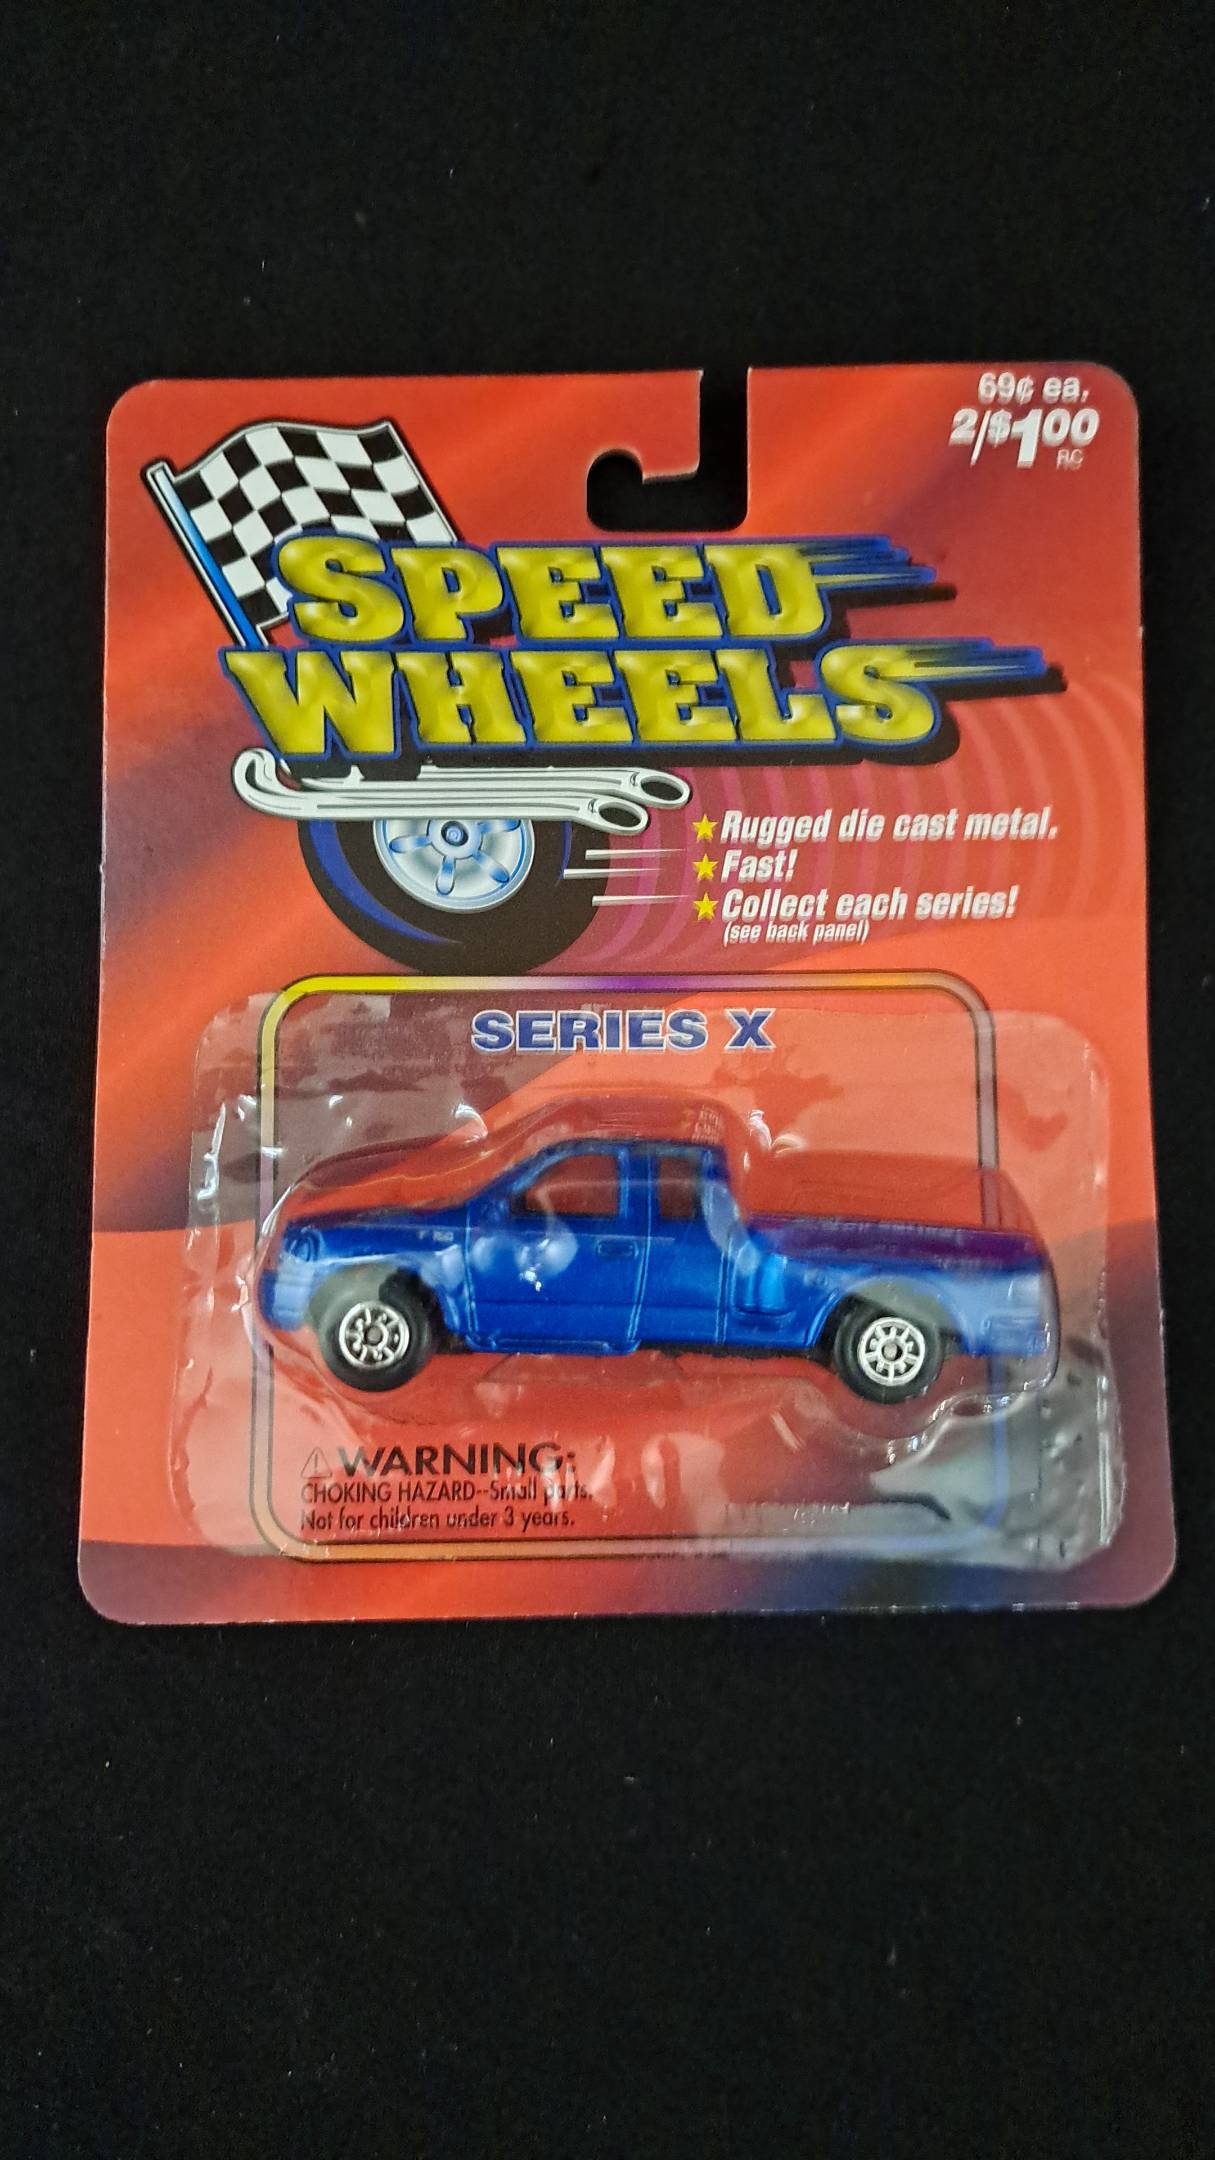 69¢ ea.
2/$1.00
RC
SPEED
WHEELS
Rugged die cast metal.
Fast!
Collect each series!
(see back panel)
SERIES X
WARNING:
CHOKING HAZARD--Small parts.
Not for children under 3 years.